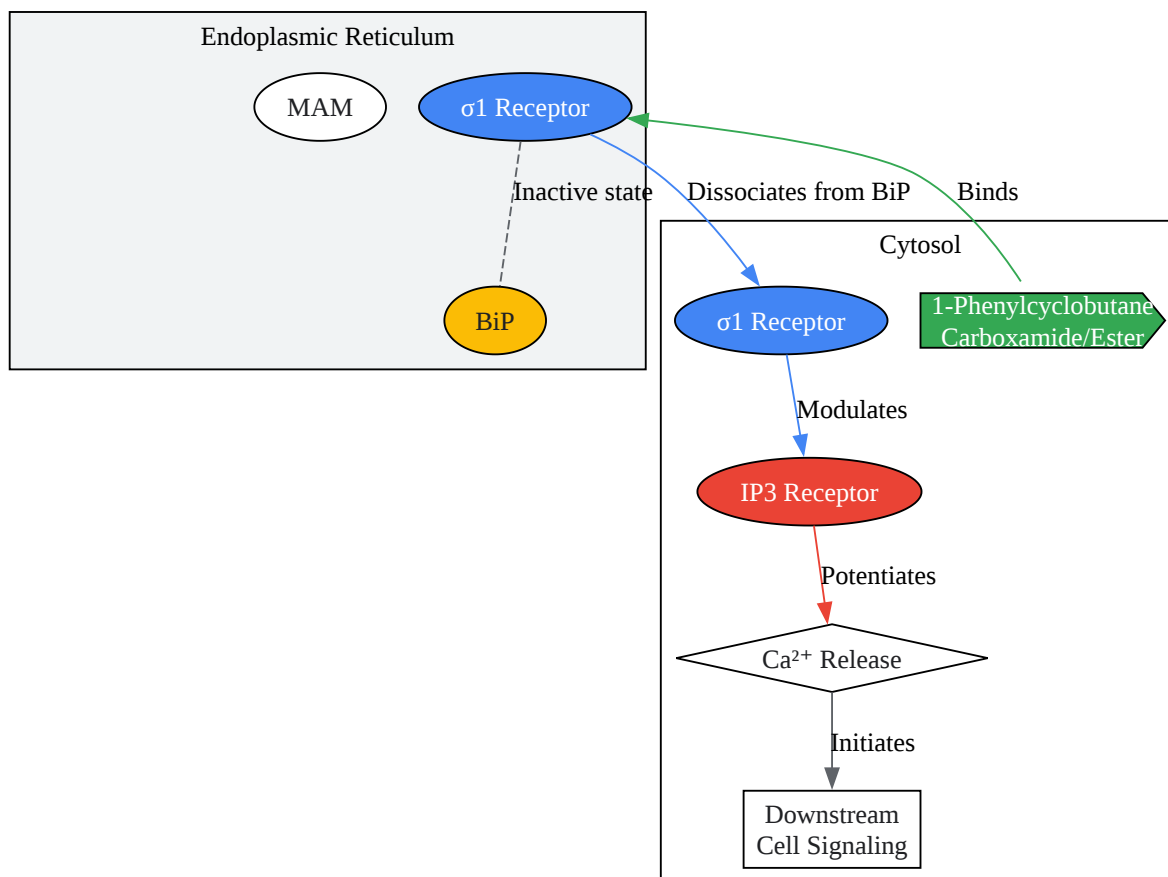 Endoplasmic Reticulum
MAM
σ1 Receptor
Inactive state
Dissociates from BiP
Binds
Cytosol
BiP
σ1 Receptor
1-Phenylcyclobutane
Carboxamide/Ester
Modulates
IP3 Receptor
Potentiates
Ca²⁺ Release
Initiates
Downstream
Cell Signaling